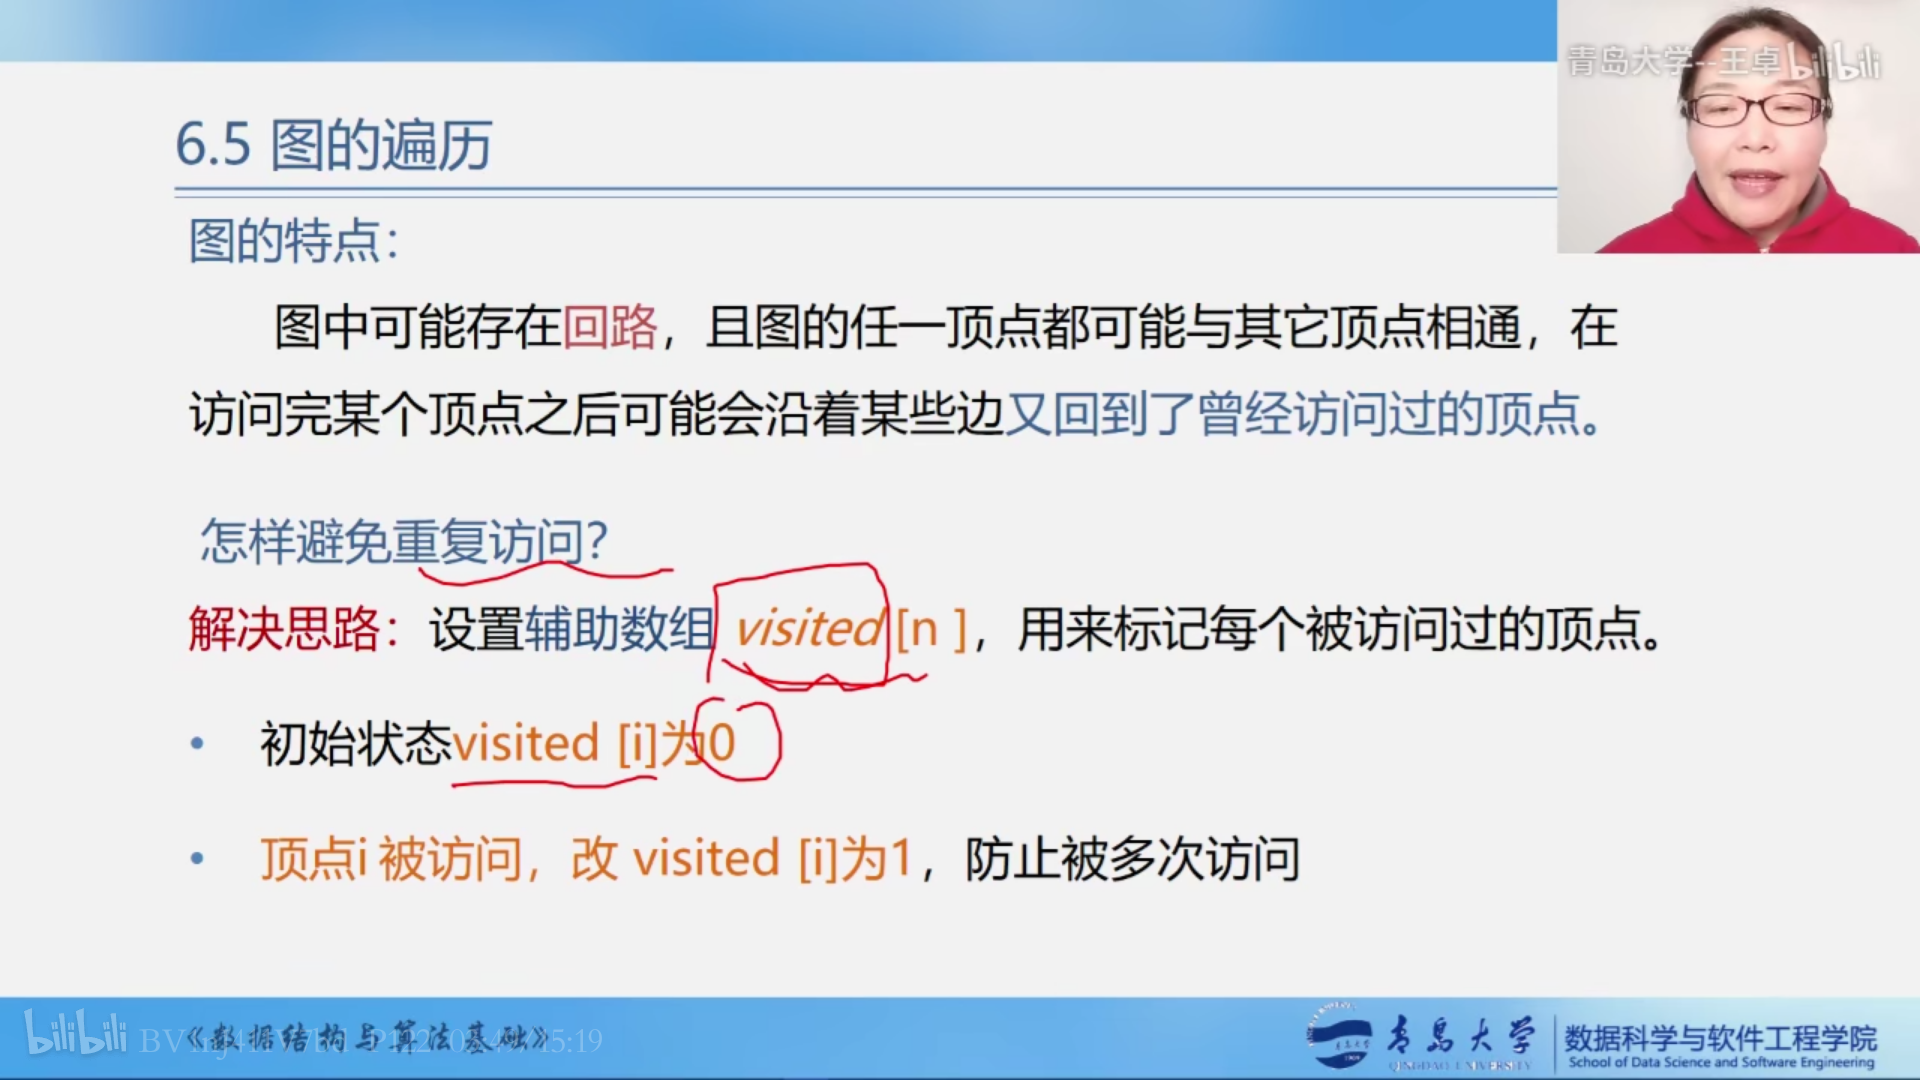 青岛大学--王卓 bilibili
6.5 图的遍历
图的特点：
图中可能存在回路，且图的任一顶点都可能与其它顶点相通，在
访问完某个顶点之后可能会沿着某些边又回到了曾经访问过的顶点。
怎样避免重复访问？
解决思路：设置辅助数组 visited [n ]，用来标记每个被访问过的顶点。
• 初始状态visited [i]为0
• 顶点i 被访问，改 visited [i]为1，防止被多次访问
bilibili
《数据结构与算法基础》
青岛大学
QINGDAO UNIVERSITY
数据科学与软件工程学院
School of Data Science and Software Engineering